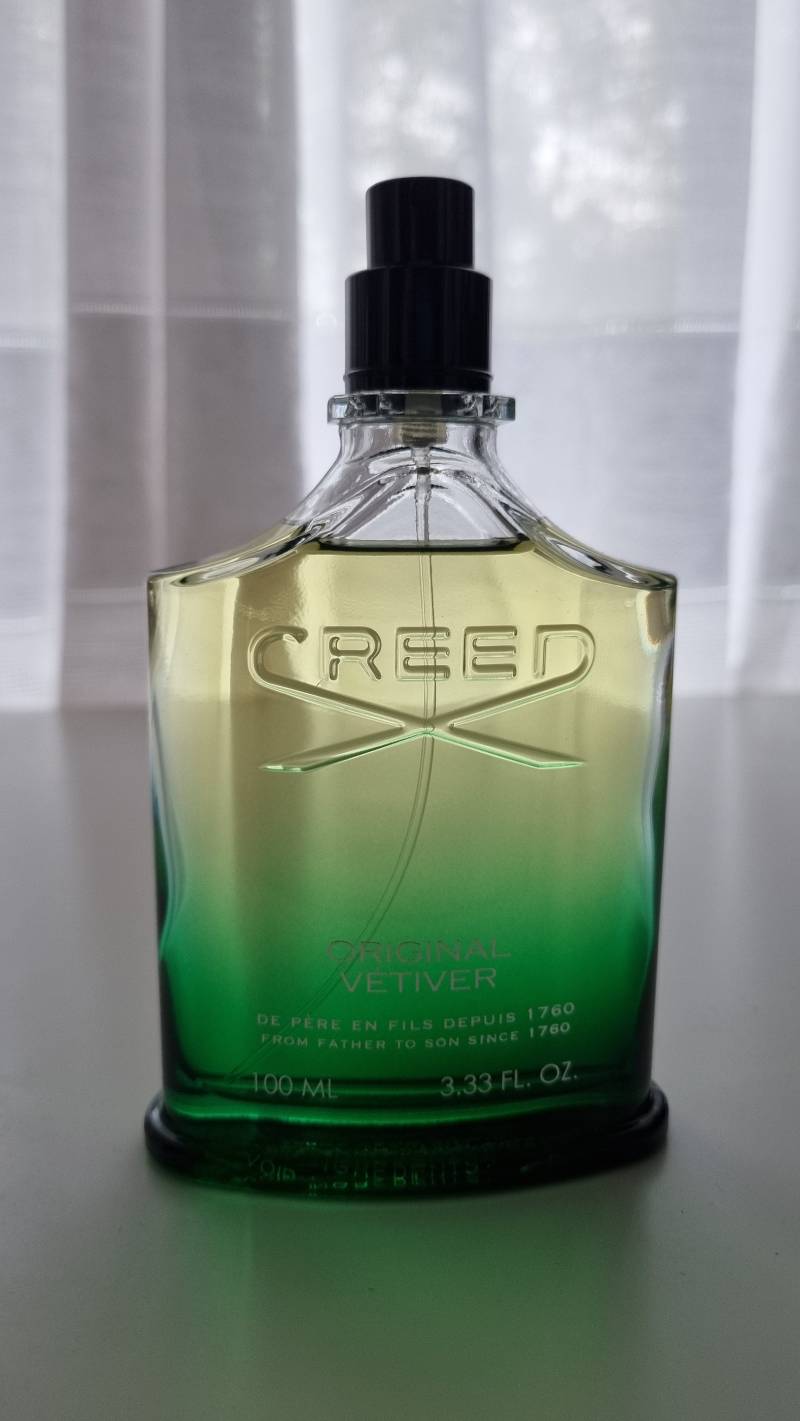 CREED
ORIGINAL
VETIVER
DE PÈRE EN FILS DEPUIS 1760
FROM FATHER TO SON SINCE 1760
100 ML 3.33 FL. OZ.